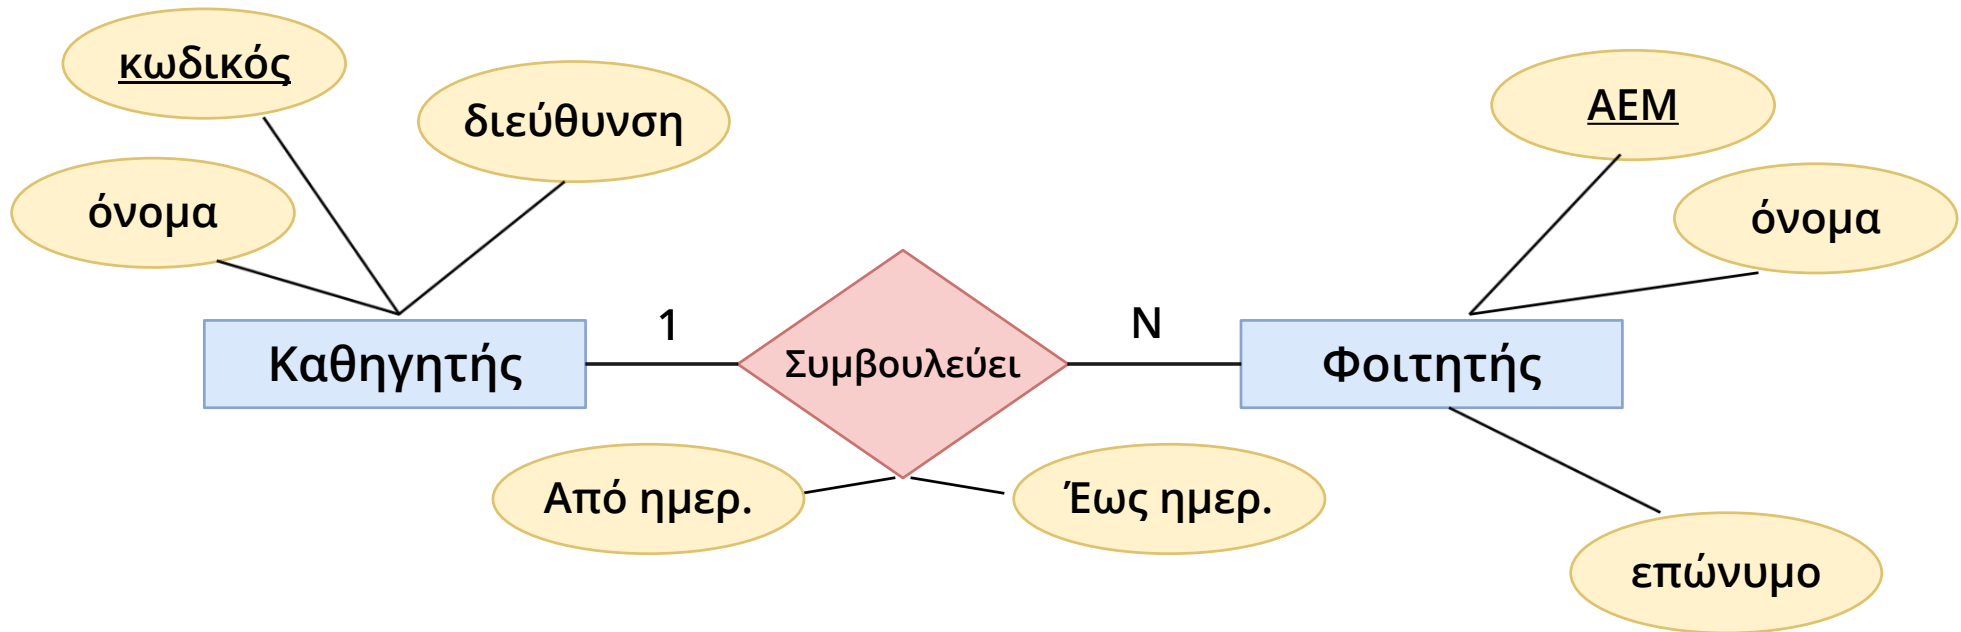 κωδικός
διεύθυνση
ΑΕΜ
όνομα
όνομα
1
N
Καθηγητής
Συμβουλεύει
Φοιτητής
Από ημερ.
Έως ημερ.
επώνυμο